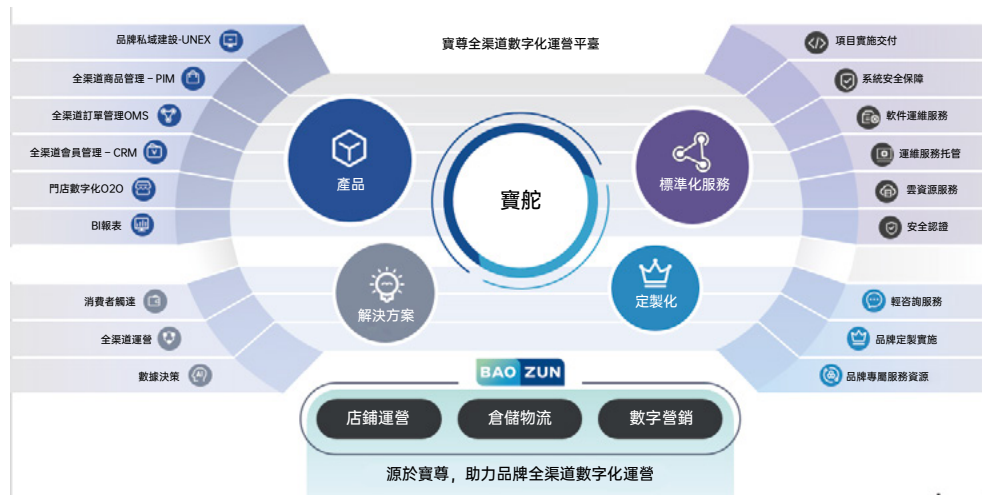 寶尊全渠道數字化運營平臺
品牌私域建設-UNEX
全渠道商品管理 – PIM
全渠道訂單管理OMS
全渠道會員管理 – CRM
門店數字化O2O
BI報表
消費者觸達
全渠道運營
數據決策
產品
解決方案
寶舵
標準化服務
定製化
項目實施交付
系統安全保障
軟件運維服務
運維服務托管
雲資源服務
安全認證
輕咨詢服務
品牌定製實施
品牌專屬服務資源
BAO ZUN
店鋪運營
倉儲物流
數字營銷
源於寶尊，助力品牌全渠道數字化運營